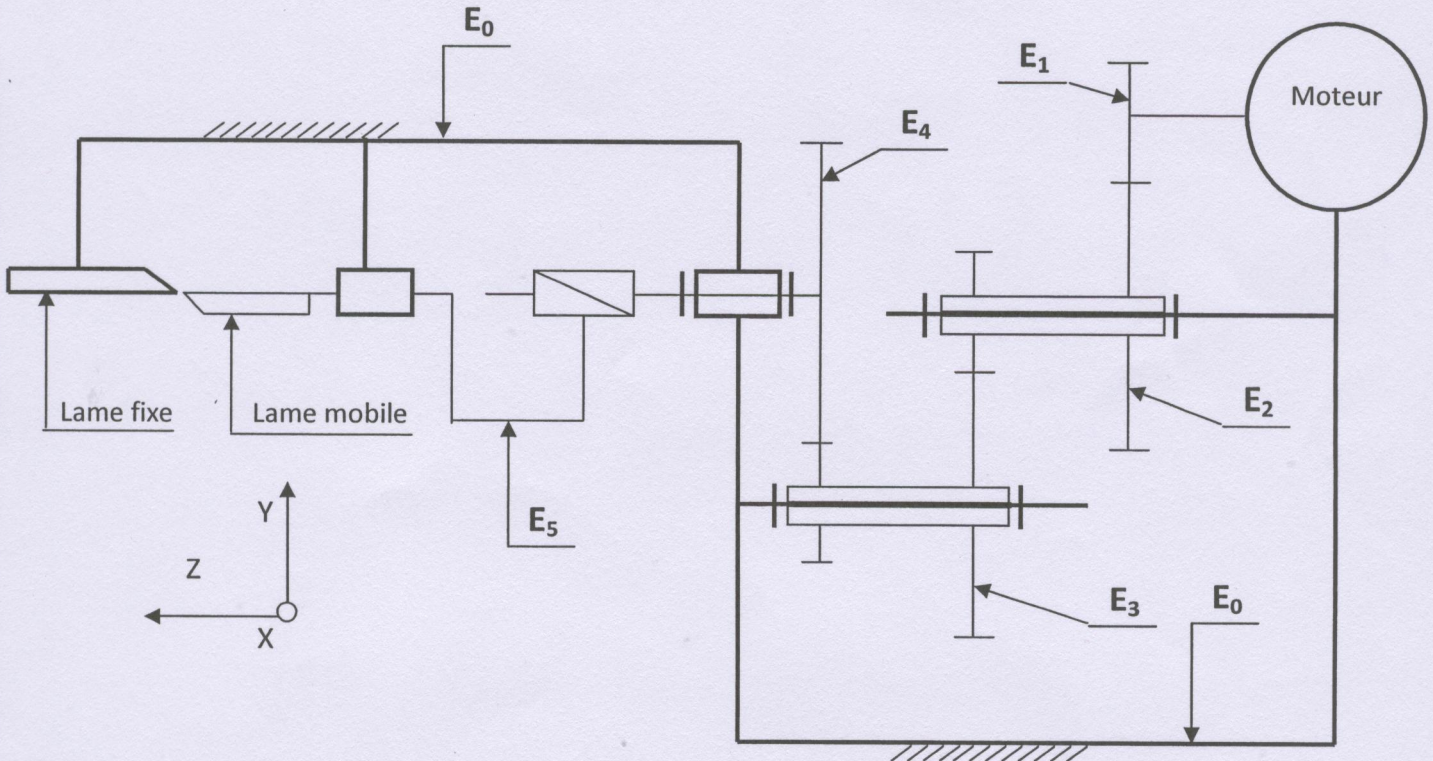 E₀
E₁
Moteur
E₄
Lame fixe
Lame mobile
E₂
Y
E₅
Z
E₃
E₀
X